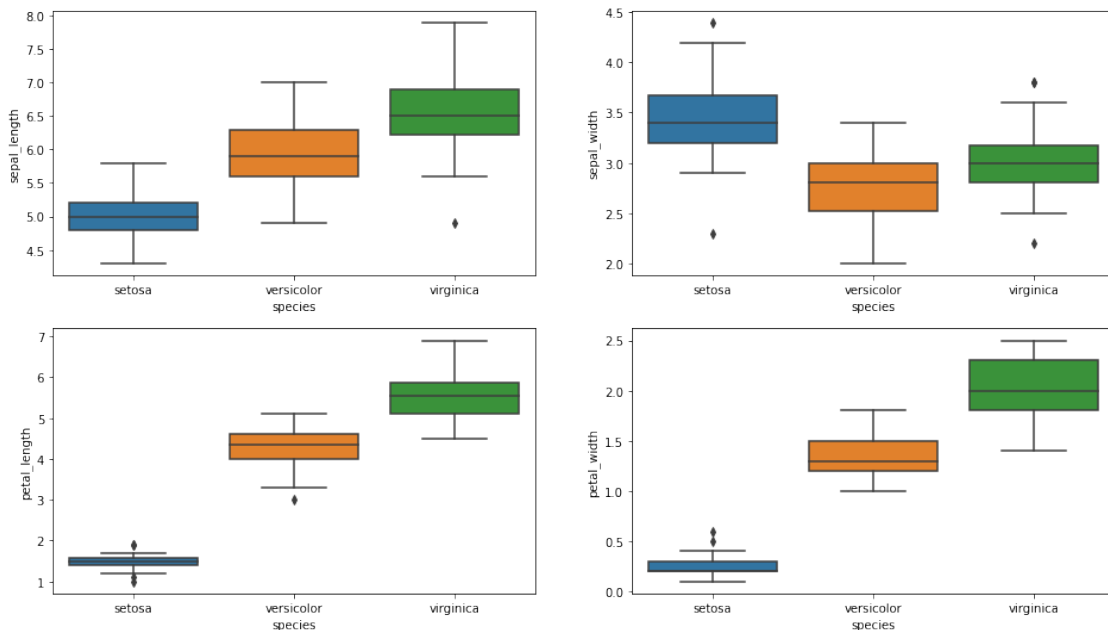 sepal_length
8.0
7.5
7.0
6.5
6.0
5.5
5.0
4.5
setosa versicolor virginica
species
sepal_width
4.5
4.0
3.5
3.0
2.5
2.0
setosa versicolor virginica
species
petal_length
7
6
5
4
3
2
1
setosa versicolor virginica
species
petal_width
2.5
2.0
1.5
1.0
0.5
0.0
setosa versicolor virginica
species